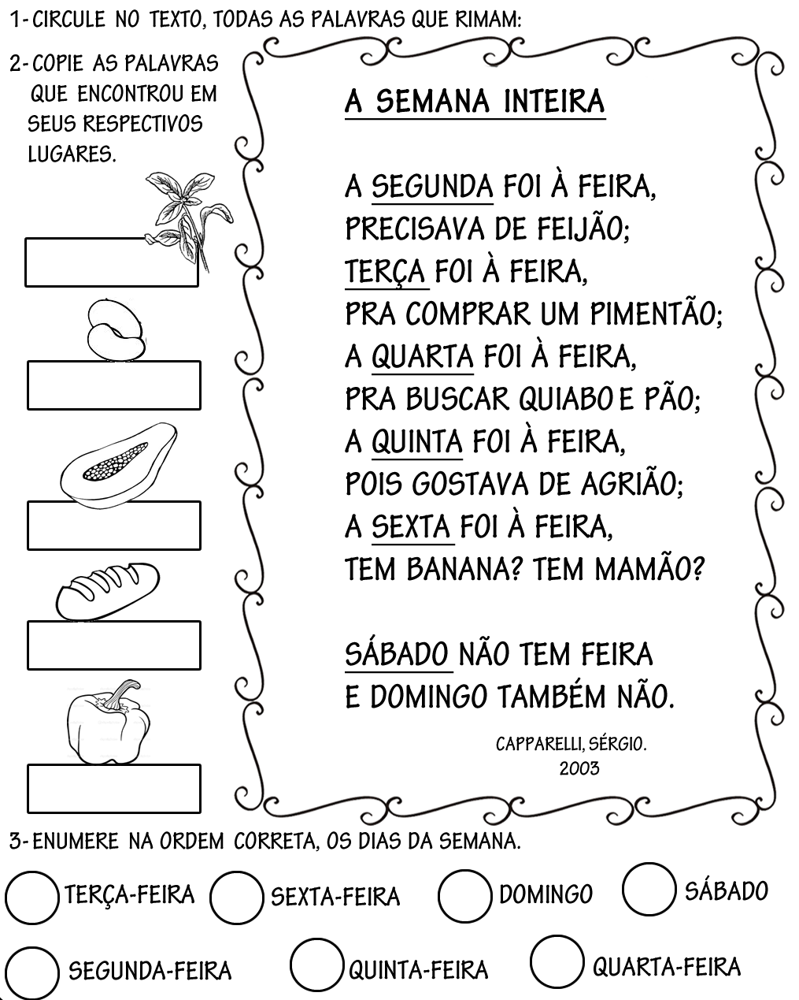 1- CIRCULE NO TEXTO, TODAS AS PALAVRAS QUE RIMAM:
2- COPIE AS PALAVRAS
QUE ENCONTROU EM
SEUS RESPECTIVOS
LUGARES.
A SEMANA INTEIRA
A SEGUNDA FOI À FEIRA,
PRECISAVA DE FEIJÃO;
TERÇA FOI À FEIRA,
PRA COMPRAR UM PIMENTÃO;
A QUARTA FOI À FEIRA,
PRA BUSCAR QUIABO E PÃO;
A QUINTA FOI À FEIRA,
POIS GOSTAVA DE AGRIÃO;
A SEXTA FOI À FEIRA,
TEM BANANA? TEM MAMÃO?
SÁBADO NÃO TEM FEIRA
E DOMINGO TAMBÉM NÃO.
CAPPARELLI, SÉRGIO.
2003
3- ENUMERE NA ORDEM CORRETA, OS DIAS DA SEMANA.
TERÇA-FEIRA SEXTA-FEIRA DOMINGO SÁBADO
SEGUNDA-FEIRA QUINTA-FEIRA QUARTA-FEIRA